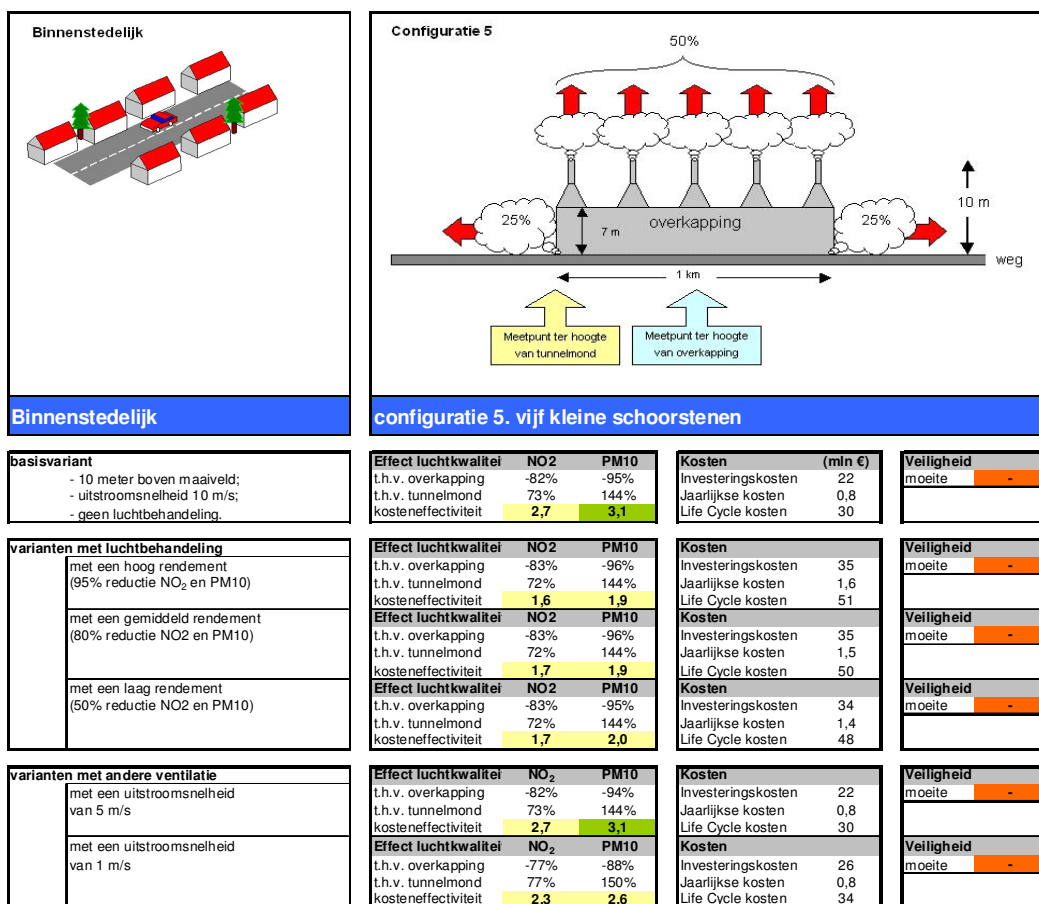 Binnenstedelijk
Configuratie 5
50%
25%
overkapping
25%
7 m
10 m
weg
1 km
Meetpunt ter hoogte
van tunnelmond
Meetpunt ter hoogte
van overkapping
Binnenstedelijk
configuratie 5. vijf kleine schoorstenen
basisvariant
- 10 meter boven maaiveld;
- uitstroomsnelheid 10 m/s;
- geen luchtbehandeling.
Effect luchtkwalitei NO2 PM10
t.h.v. overkapping -82% -95%
t.h.v. tunnelmond 73% 144%
kosteneffectiviteit 2,7 3,1
Kosten (mln €)
Investeringskosten 22
Jaarlijkse kosten 0,8
Life Cycle kosten 30
Veiligheid
moeite -
varianten met luchtbehandeling
met een hoog rendement
(95% reductie NO₂ en PM10)
Effect luchtkwalitei NO2 PM10
t.h.v. overkapping -83% -96%
t.h.v. tunnelmond 72% 144%
kosteneffectiviteit 1,6 1,9
Kosten
Investeringskosten 35
Jaarlijkse kosten 1,6
Life Cycle kosten 51
Veiligheid
moeite -
met een gemiddeld rendement
(80% reductie NO2 en PM10)
Effect luchtkwalitei NO2 PM10
t.h.v. overkapping -83% -96%
t.h.v. tunnelmond 72% 144%
kosteneffectiviteit 1,7 1,9
Kosten
Investeringskosten 35
Jaarlijkse kosten 1,5
Life Cycle kosten 50
Veiligheid
moeite -
met een laag rendement
(50% reductie NO2 en PM10)
Effect luchtkwalitei NO2 PM10
t.h.v. overkapping -83% -95%
t.h.v. tunnelmond 72% 144%
kosteneffectiviteit 1,7 2,0
Kosten
Investeringskosten 34
Jaarlijkse kosten 1,4
Life Cycle kosten 48
Veiligheid
moeite -
varianten met andere ventilatie
met een uitstroomsnelheid
van 5 m/s
Effect luchtkwalitei NO₂ PM10
t.h.v. overkapping -82% -94%
t.h.v. tunnelmond 73% 144%
kosteneffectiviteit 2,7 3,1
Kosten
Investeringskosten 22
Jaarlijkse kosten 0,8
Life Cycle kosten 30
Veiligheid
moeite -
met een uitstroomsnelheid
van 1 m/s
Effect luchtkwalitei NO₂ PM10
t.h.v. overkapping -77% -88%
t.h.v. tunnelmond 77% 150%
kosteneffectiviteit 2,3 2,6
Kosten
Investeringskosten 26
Jaarlijkse kosten 0,8
Life Cycle kosten 34
Veiligheid
moeite -